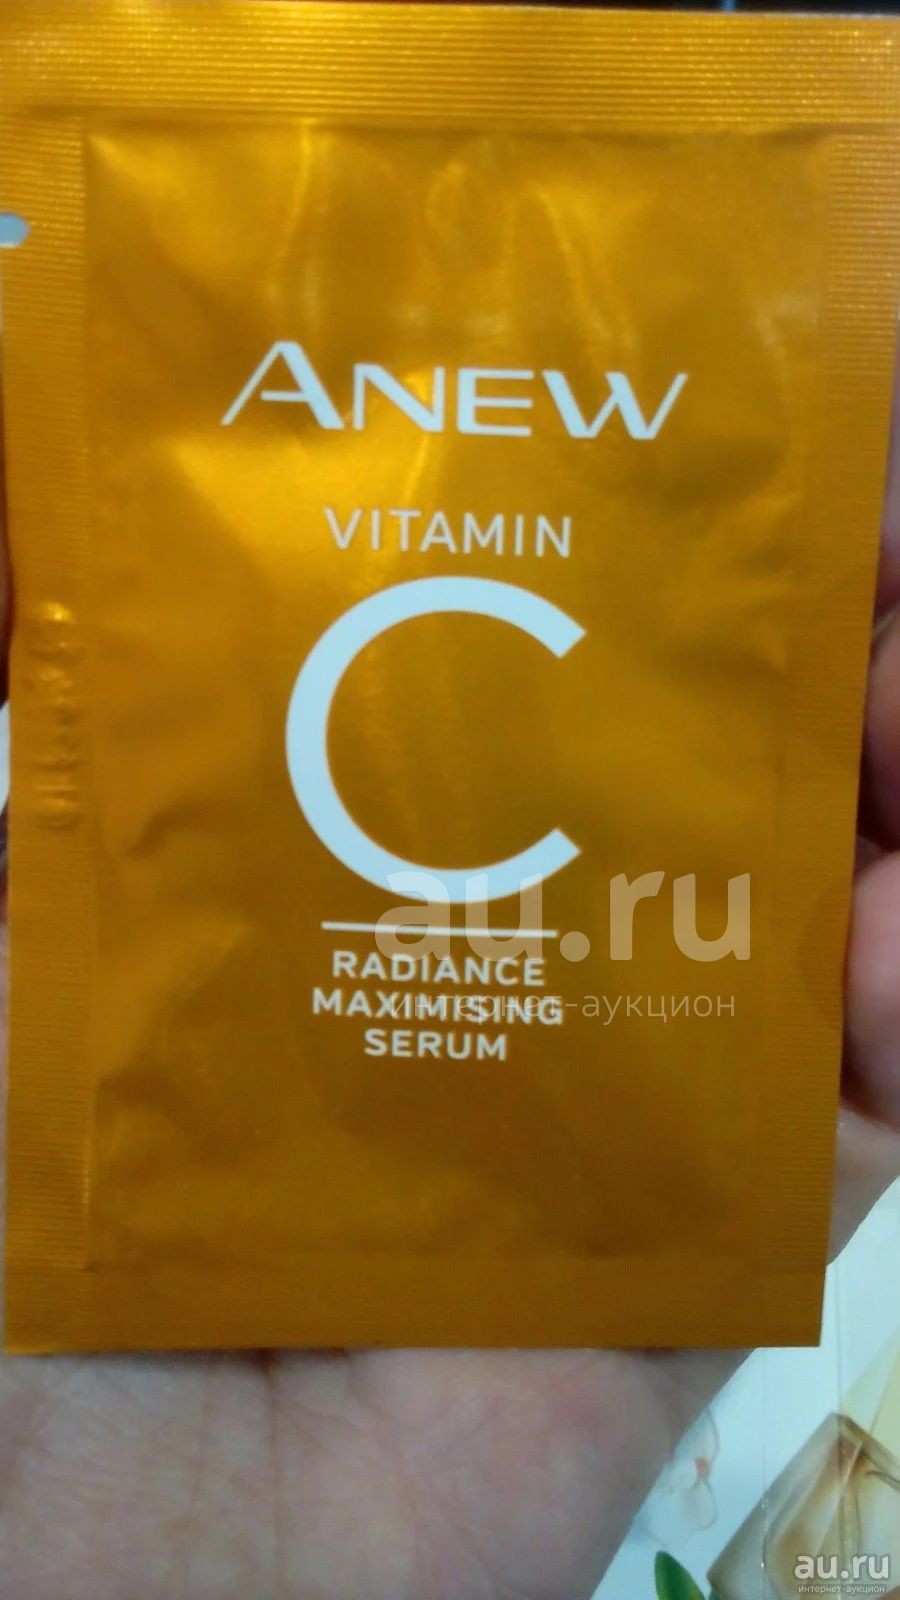 ANEW
VITAMIN
C
RADIANCE
MAXIMISING
SERUM
au.ru
интернет-аукцион
au.ru
интернет-аукцион